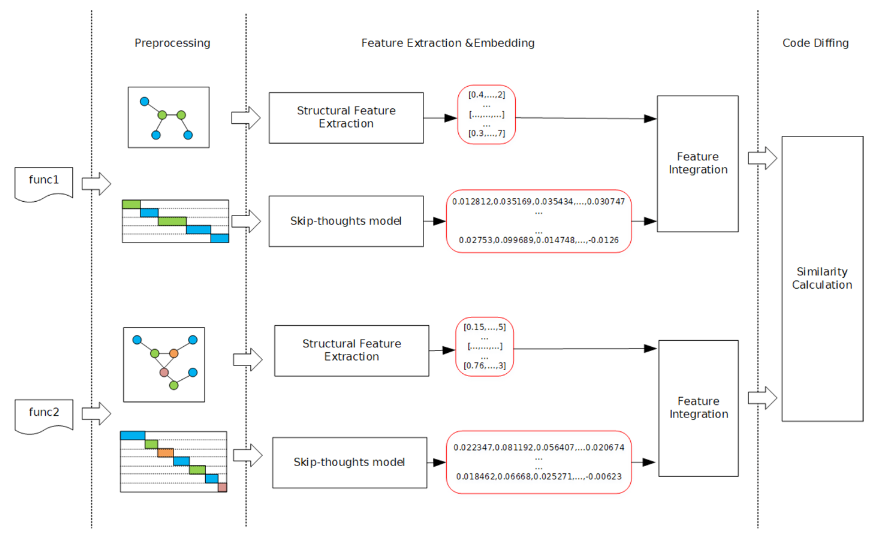 Preprocessing
Feature Extraction &Embedding
Code Diffing
func1
Structural Feature
Extraction
[0.4,...,2]
...
[...,...,...]
...
[0.3,...,7]
Skip-thoughts model
0.012812,0.035169,0.035434,...,0.030747
...
...
0.02753,0.099689,0.014748,...,-0.0126
Feature
Integration
Similarity
Calculation
func2
Structural Feature
Extraction
[0.15,...,5]
...
[...,...,...]
...
[0.76,...,3]
Skip-thoughts model
0.022347,0.081192,0.056407,...0.020674
...
...
0.018462,0.06668,0.025271,...,-0.00623
Feature
Integration